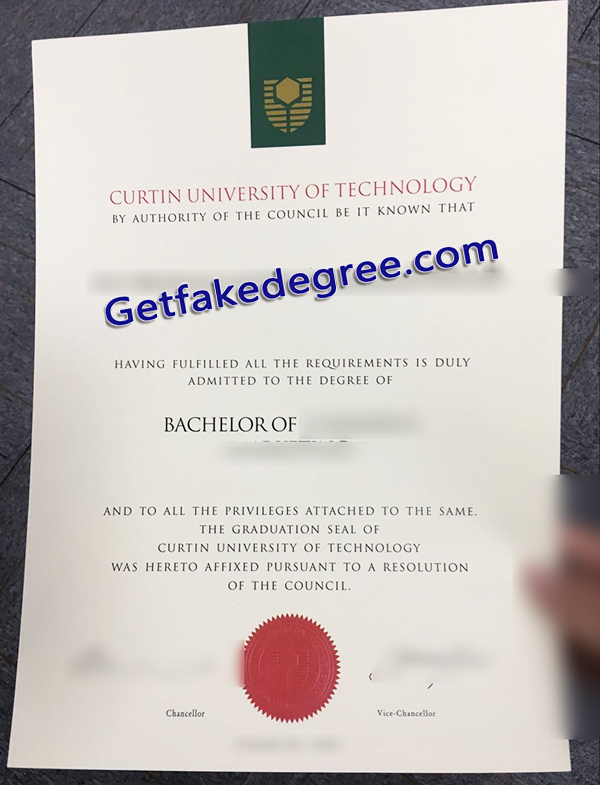 CURTIN UNIVERSITY OF TECHNOLOGY
BY AUTHORITY OF THE COUNCIL BE IT KNOWN THAT
Getfakedegree.com
HAVING FULFILLED ALL THE REQUIREMENTS IS DULY
ADMITTED TO THE DEGREE OF
BACHELOR OF
AND TO ALL THE PRIVILEGES ATTACHED TO THE SAME.
THE GRADUATION SEAL OF
CURTIN UNIVERSITY OF TECHNOLOGY
WAS HERETO AFFIXED PURSUANT TO A RESOLUTION
OF THE COUNCIL.
Chancellor
Vice-Chancellor